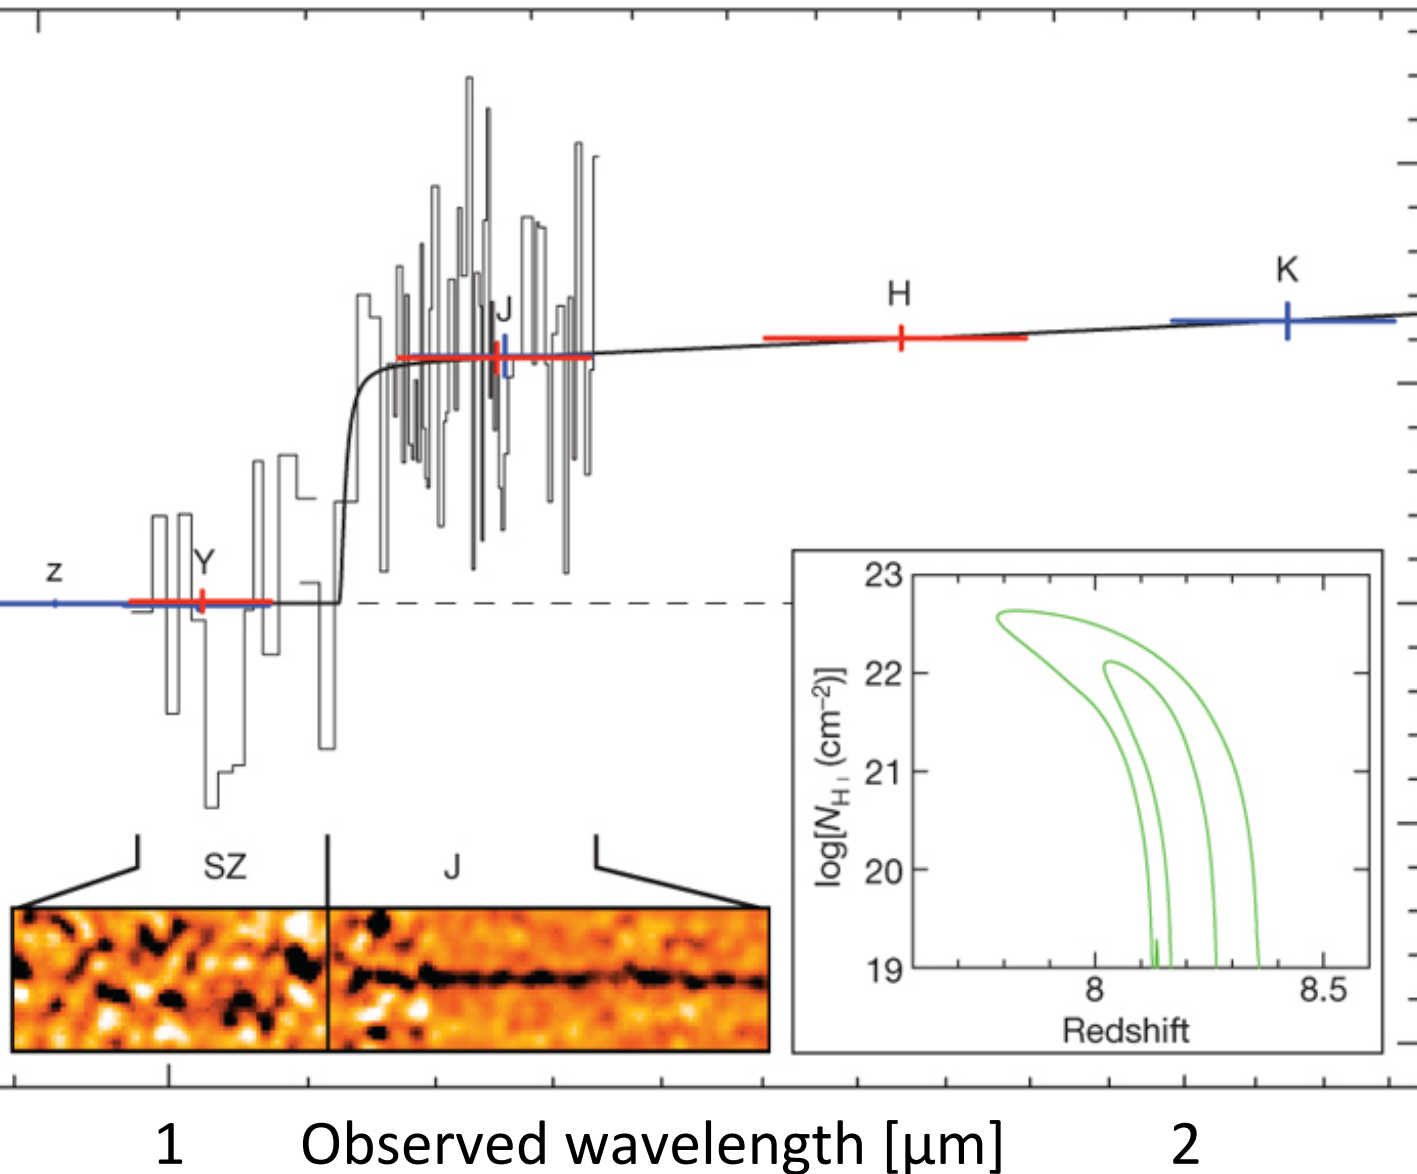 K
H
J
Y
z
SZ J
23
22
21
20
19
log[N_H I (cm⁻²)]
8 8.5
Redshift
1 Observed wavelength [μm] 2